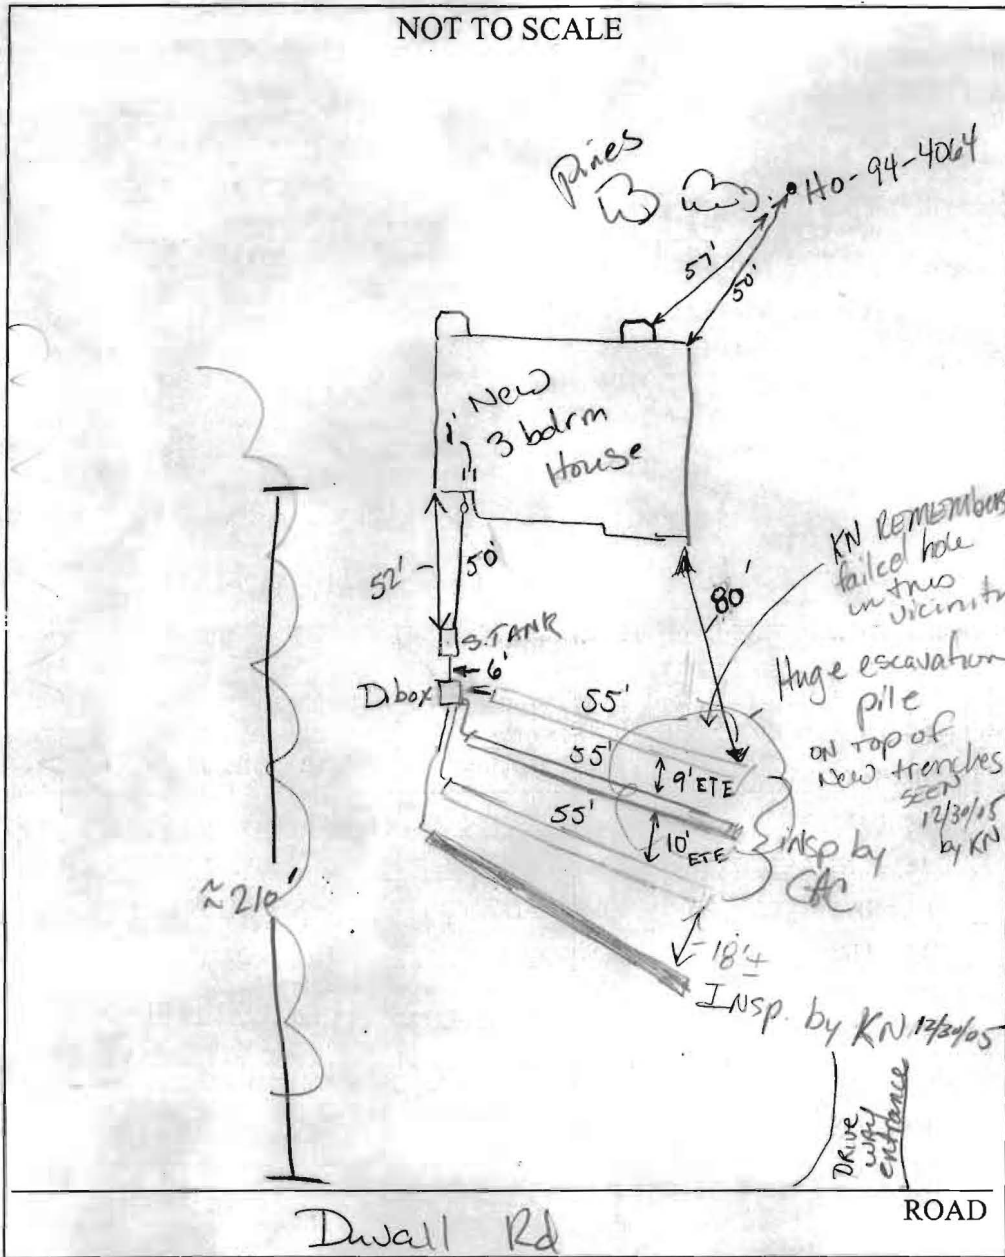 NOT TO SCALE
pines
HO-94-4064
57'
50'
New
3 bdrm
House
1'
52'
50'
S.TANK
6'
D.box
80'
KN REMEMBERS
failed hole
in this
vicinity
Huge escavation
pile
ON TOP OF
New trenches
SEEN
12/30/05
by KN
55'
55'
9' ETE
55'
10' ETE
insp by
GAC
~210'
18'±
INSP. by KN 12/30/05
DRIVE
WAY
entrance
ROAD
Duvall Rd